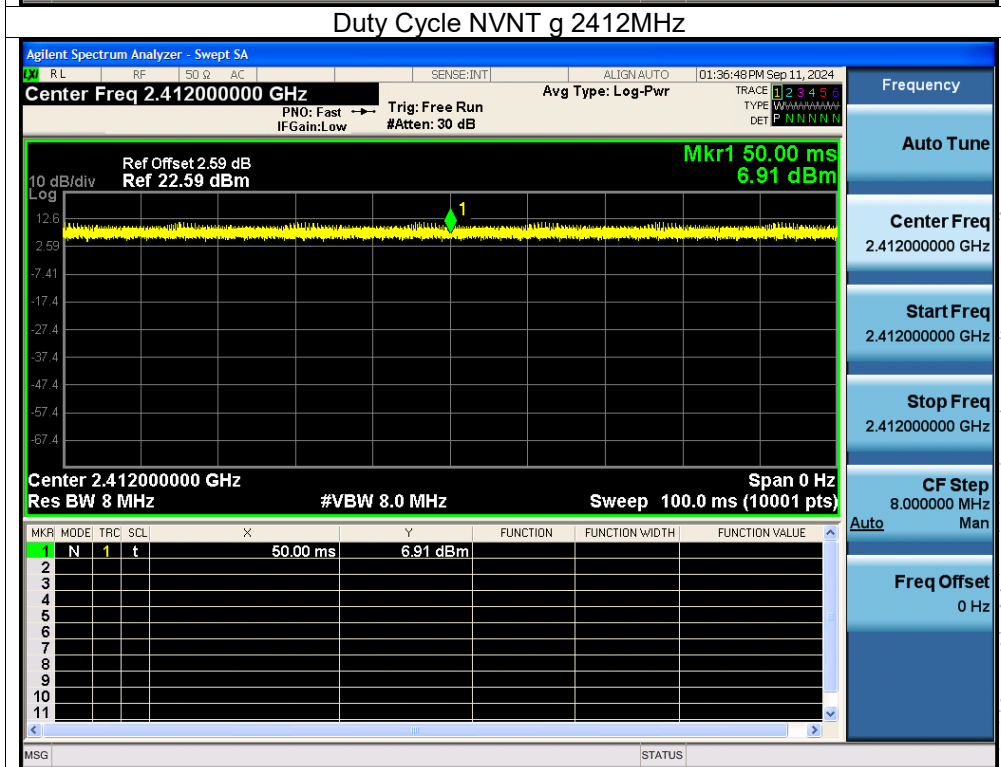 Duty Cycle NVNT g 2412MHz
Agilent Spectrum Analyzer - Swept SA
LXI RL RF 50 Ω AC SENSE:INT ALIGN AUTO 01:36:48 PM Sep 11, 2024
Center Freq 2.412000000 GHz Avg Type: Log-Pwr TRACE 1 2 3 4 5 6
PNO: Fast Trig: Free Run TYPE WWWWWW
IFGain:Low #Atten: 30 dB DET P N N N N N
Frequency
Mkr1 50.00 ms
6.91 dBm
Ref Offset 2.59 dB
10 dB/div Ref 22.59 dBm
Log
1
12.6
2.59
-7.41
-17.4
-27.4
-37.4
-47.4
-57.4
-67.4
Center 2.412000000 GHz Span 0 Hz
Res BW 8 MHz #VBW 8.0 MHz Sweep 100.0 ms (10001 pts)
MKR MODE TRC SCL X Y FUNCTION FUNCTION WIDTH FUNCTION VALUE
1 N 1 t 50.00 ms 6.91 dBm
2
3
4
5
6
7
8
9
10
11
Auto Tune
Center Freq
2.412000000 GHz
Start Freq
2.412000000 GHz
Stop Freq
2.412000000 GHz
CF Step
8.000000 MHz
Auto Man
Freq Offset
0 Hz
MSG STATUS